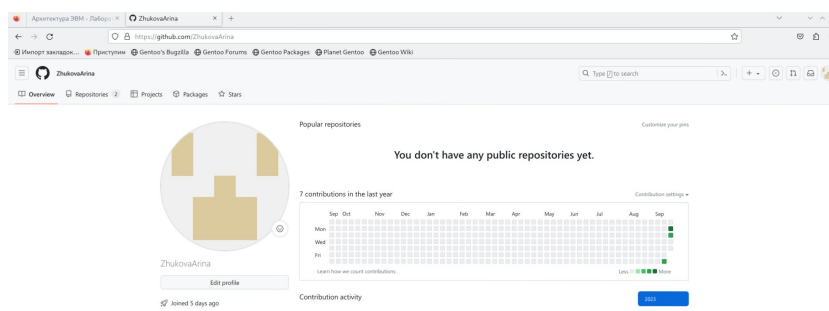 Архитектура ЭВМ - Лабора
ZhukovaArina
https://github.com/ZhukovaArina
Импорт закладок...
Приступим
Gentoo's Bugzilla
Gentoo Forums
Gentoo Packages
Planet Gentoo
Gentoo Wiki
ZhukovaArina
Type [/] to search
Overview
Repositories 2
Projects
Packages
Stars
Popular repositories
Customize your pins
You don't have any public repositories yet.
7 contributions in the last year
Contribution settings
Sep Oct Nov Dec Jan Feb Mar Apr May Jun Jul Aug Sep
Mon
Wed
Fri
Learn how we count contributions
Less
More
ZhukovaArina
Edit profile
Joined 5 days ago
Contribution activity
2023